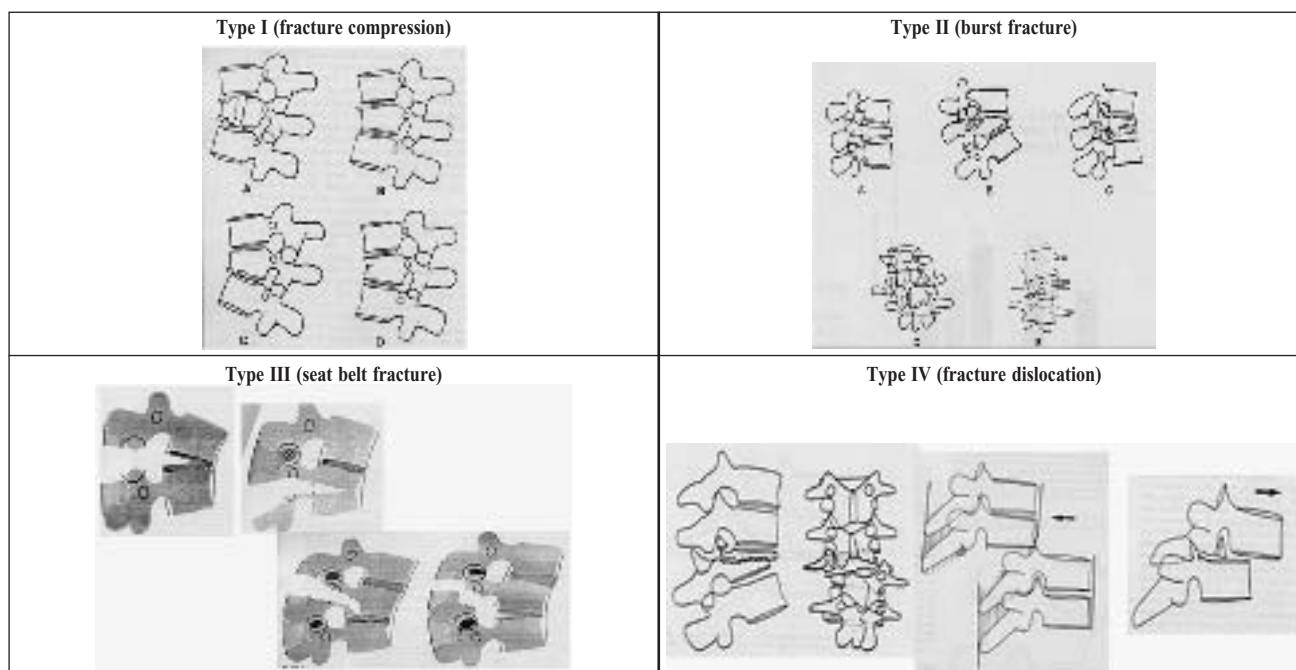 Type I (fracture compression)
A
B
C
D
Type II (burst fracture)
A
B
C
D
E
Type III (seat belt fracture)
Type IV (fracture dislocation)